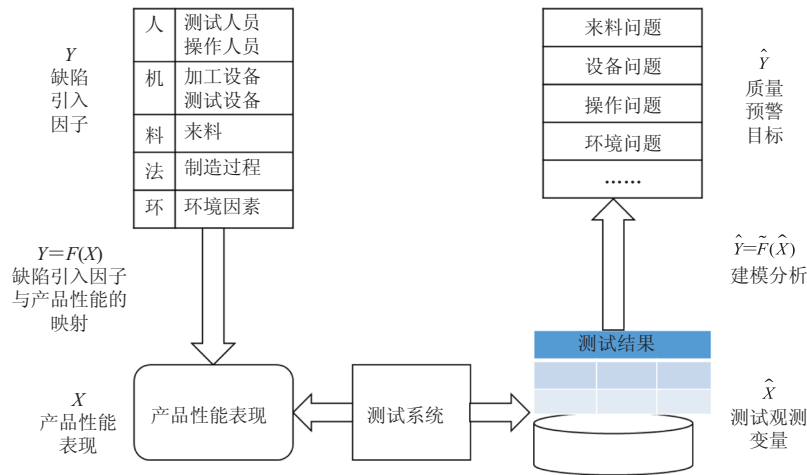 Y
缺陷
引入
因子
人 测试人员
操作人员
机 加工设备
测试设备
料 来料
法 制造过程
环 环境因素
来料问题
设备问题
操作问题
环境问题
……
Ŷ
质量
预警
目标
Y=F(X)
缺陷引入因子
与产品性能的
映射
Ŷ=F̃(X̂)
建模分析
X
产品性能
表现
产品性能表现
测试系统
测试结果
X̂
测试观测
变量